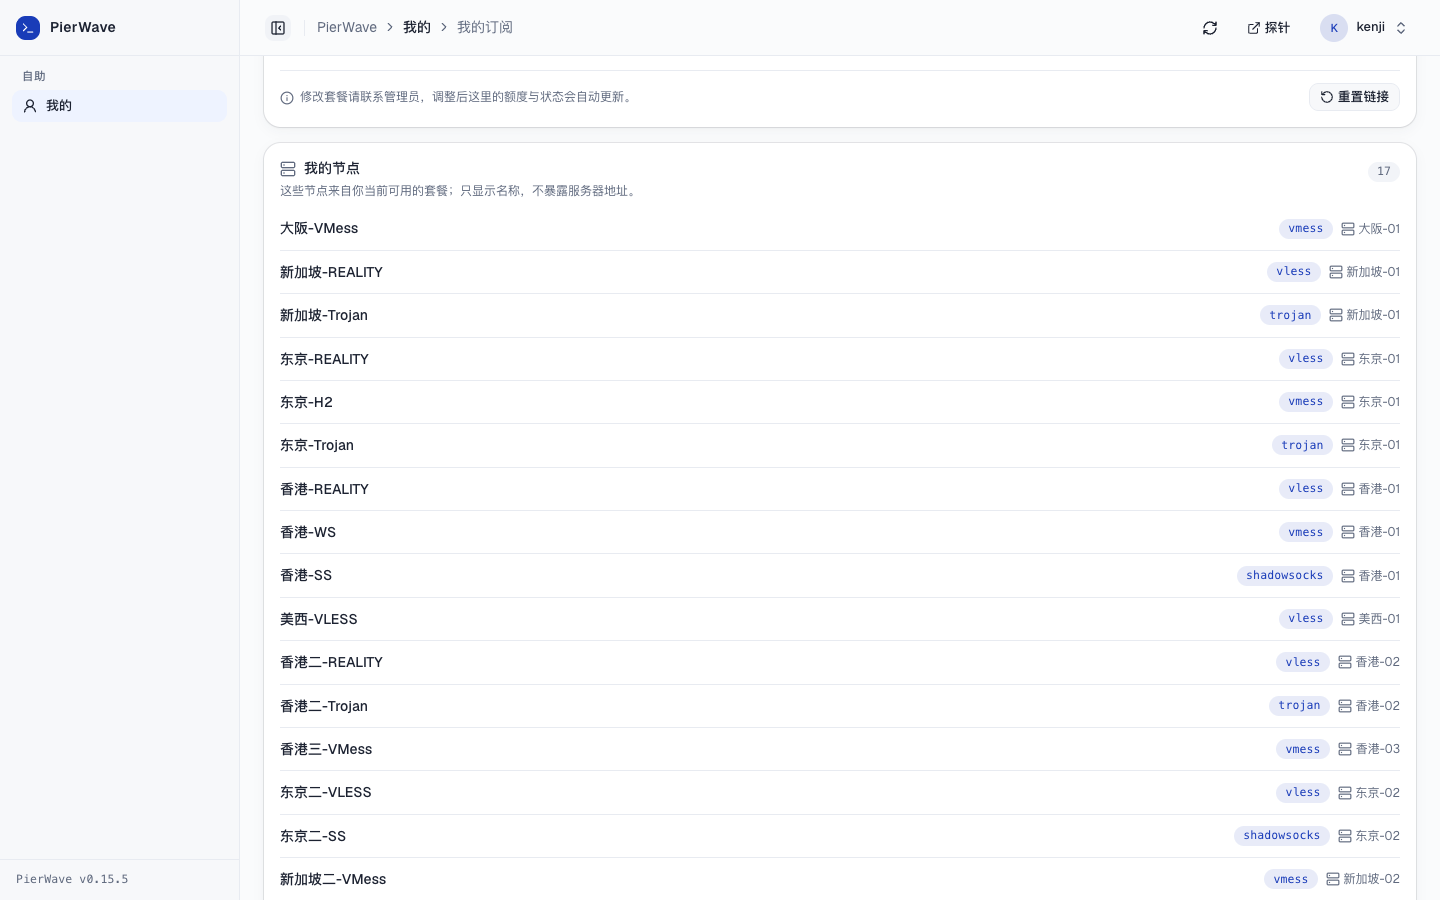 PierWave
PierWave > 我的 > 我的订阅
探针
K
kenji
自助
我的
修改套餐请联系管理员，调整后这里的额度与状态会自动更新。
重置链接
我的节点
17
这些节点来自你当前可用的套餐；只显示名称，不暴露服务器地址。
大阪-VMess vmess 大阪-01
新加坡-REALITY vless 新加坡-01
新加坡-Trojan trojan 新加坡-01
东京-REALITY vless 东京-01
东京-H2 vmess 东京-01
东京-Trojan trojan 东京-01
香港-REALITY vless 香港-01
香港-WS vmess 香港-01
香港-SS shadowsocks 香港-01
美西-VLESS vless 美西-01
香港二-REALITY vless 香港-02
香港二-Trojan trojan 香港-02
香港三-VMess vmess 香港-03
东京二-VLESS vless 东京-02
东京二-SS shadowsocks 东京-02
新加坡二-VMess vmess 新加坡-02
PierWave v0.15.5